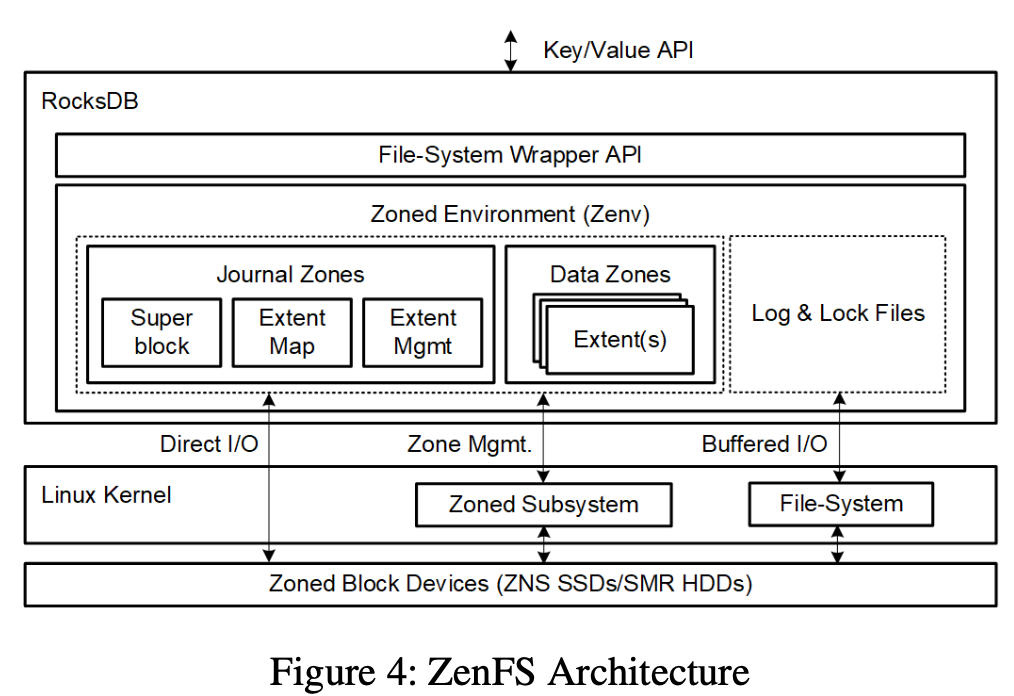 Key/Value API
RocksDB
File-System Wrapper API
Zoned Environment (Zenv)
Journal Zones
Super
block
Extent
Map
Extent
Mgmt
Data Zones
Extent(s)
Log & Lock Files
Direct I/O
Zone Mgmt.
Buffered I/O
Linux Kernel
Zoned Subsystem
File-System
Zoned Block Devices (ZNS SSDs/SMR HDDs)
Figure 4: ZenFS Architecture